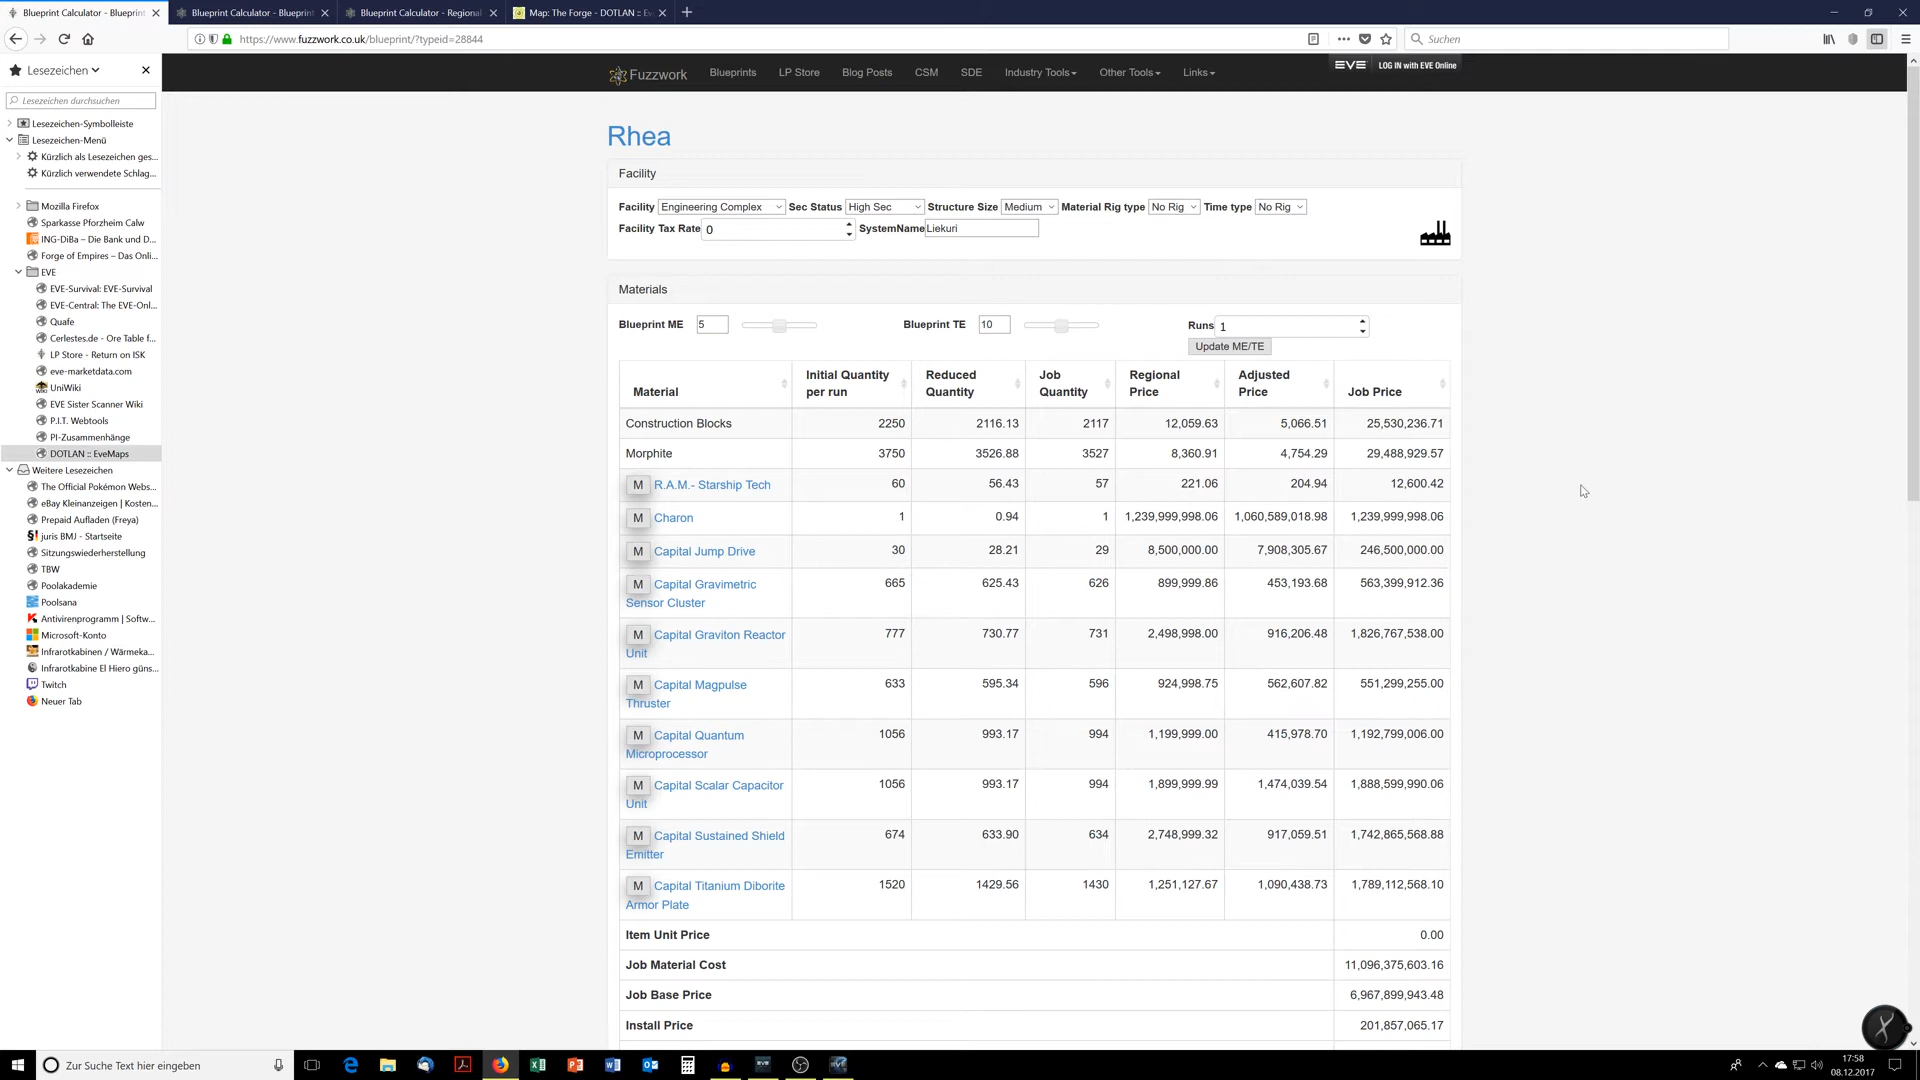 Blueprint Calculator - Blueprint
Blueprint Calculator - Blueprint
Blueprint Calculator - Regional
Map: The Forge - DOTLAN :: Eve
https://www.fuzzwork.co.uk/blueprint/?typeid=28844
Suchen
Lesezeichen
Lesezeichen durchsuchen
Lesezeichen-Symbolleiste
Lesezeichen-Menü
Kürzlich als Lesezeichen ges...
Kürzlich verwendete Schlag...
Mozilla Firefox
Sparkasse Pforzheim Calw
ING-DiBa – Die Bank und D...
Forge of Empires – Das Onli...
EVE
EVE-Survival: EVE-Survival
EVE-Central: The EVE-Onl...
Quafe
Cerlestes.de - Ore Table f...
LP Store - Return on ISK
eve-marketdata.com
UniWiki
EVE Sister Scanner Wiki
P.I.T. Webtools
PI-Zusammenhänge
DOTLAN :: EveMaps
Weitere Lesezeichen
The Official Pokémon Webs...
eBay Kleinanzeigen | Kosten...
Prepaid Aufladen (Freya)
juris BMJ - Startseite
Sitzungswiederherstellung
TBW
Poolakademie
Poolsana
Antivirenprogramm | Softw...
Microsoft-Konto
Infrarotkabinen / Wärmeka...
Infrarotkabine El Hiero güns...
Twitch
Neuer Tab
Fuzzwork Blueprints LP Store Blog Posts CSM SDE Industry Tools Other Tools Links
EVE LOG IN with EVE Online
Rhea
Facility
Facility Engineering Complex Sec Status High Sec Structure Size Medium Material Rig type No Rig Time type No Rig
Facility Tax Rate 0 SystemName Liekuri
Materials
Blueprint ME 5 Blueprint TE 10 Runs 1
Update ME/TE
Material Initial Quantity per run Reduced Quantity Job Quantity Regional Price Adjusted Price Job Price
Construction Blocks 2250 2116.13 2117 12,059.63 5,066.51 25,530,236.71
Morphite 3750 3526.88 3527 8,360.91 4,754.29 29,488,929.57
M R.A.M.- Starship Tech 60 56.43 57 221.06 204.94 12,600.42
M Charon 1 0.94 1 1,239,999,998.06 1,060,589,018.98 1,239,999,998.06
M Capital Jump Drive 30 28.21 29 8,500,000.00 7,908,305.67 246,500,000.00
M Capital Gravimetric Sensor Cluster 665 625.43 626 899,999.86 453,193.68 563,399,912.36
M Capital Graviton Reactor Unit 777 730.77 731 2,498,998.00 916,206.48 1,826,767,538.00
M Capital Magpulse Thruster 633 595.34 596 924,998.75 562,607.82 551,299,255.00
M Capital Quantum Microprocessor 1056 993.17 994 1,199,999.00 415,978.70 1,192,799,006.00
M Capital Scalar Capacitor Unit 1056 993.17 994 1,899,999.99 1,474,039.54 1,888,599,990.06
M Capital Sustained Shield Emitter 674 633.90 634 2,748,999.32 917,059.51 1,742,865,568.88
M Capital Titanium Diborite Armor Plate 1520 1429.56 1430 1,251,127.67 1,090,438.73 1,789,112,568.10
Item Unit Price 0.00
Job Material Cost 11,096,375,603.16
Job Base Price 6,967,899,943.48
Install Price 201,857,065.17
Zur Suche Text hier eingeben
17:58
08.12.2017